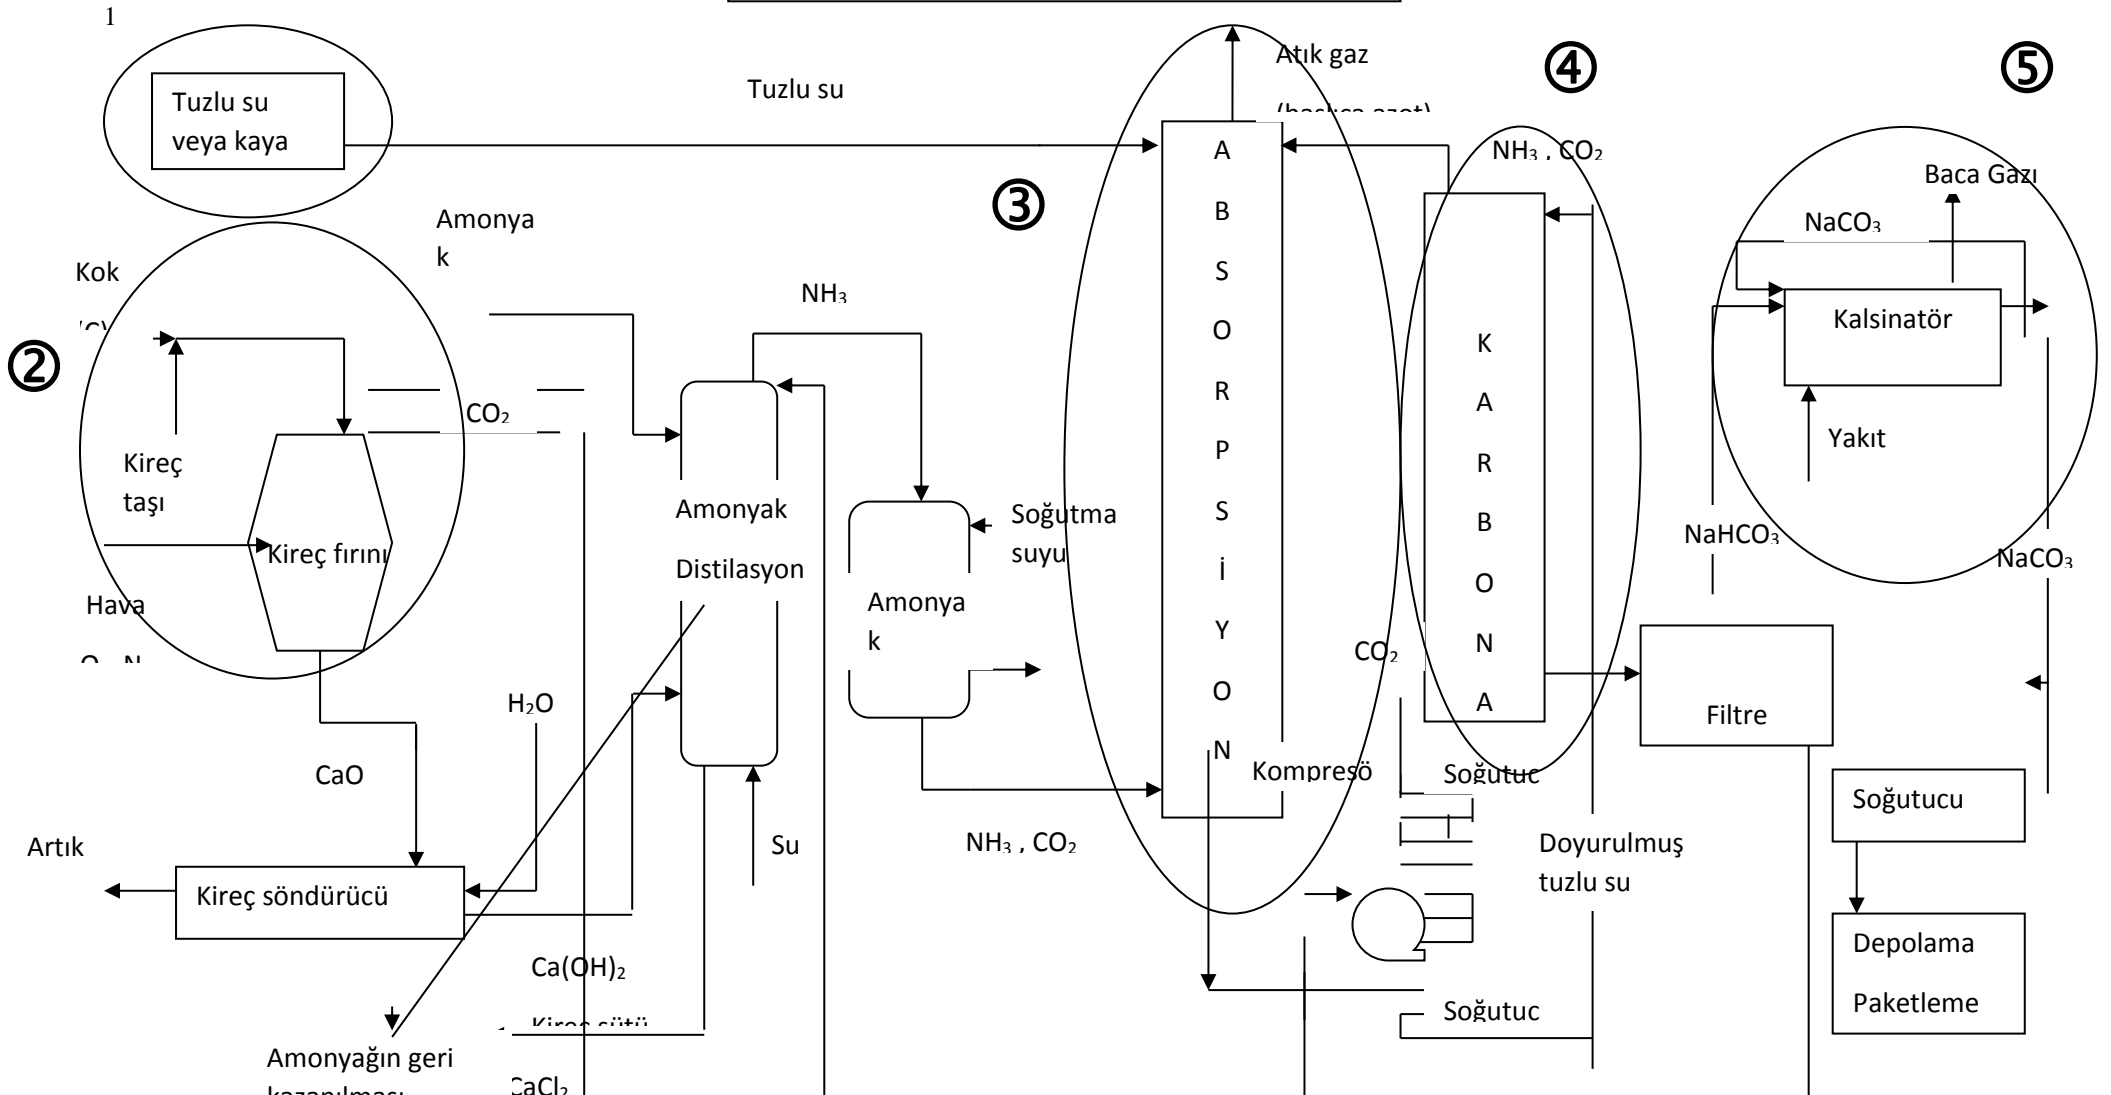 1
Tuzlu su
veya kaya
Tuzlu su
Atık gaz
④
⑤
③
②
Amonya
k
Kok
NH₃
CO₂
Kireç
taşı
Kireç fırını
Hava
CaO
H₂O
Artık
Kireç söndürücü
Ca(OH)₂
Amonyağın geri
CaCl₂
Amonyak
Distilasyon
Su
Amonya
k
Soğutma
suyu
NH₃ , CO₂
A
B
S
O
R
P
S
İ
Y
O
N
NH₃ , CO₂
K
A
R
B
O
N
A
CO₂
Kompresö
Soğutuc
Doyurulmuş
tuzlu su
Soğutuc
Filtre
Baca Gazı
NaCO₃
Kalsinatör
Yakıt
NaHCO₃
NaCO₃
Soğutucu
Depolama
Paketleme